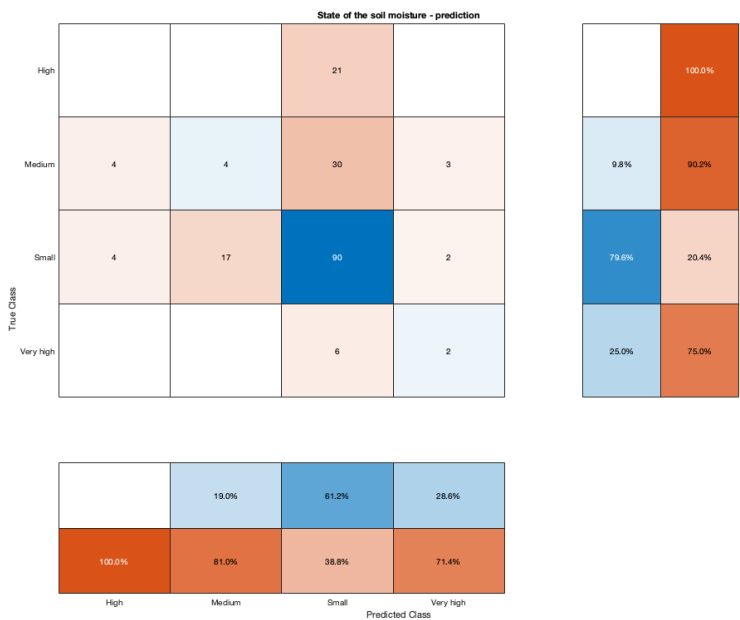 State of the soil moisture - prediction
High
21
100.0%
Medium
4
4
30
3
9.8%
90.2%
Small
4
17
90
2
79.6%
20.4%
True Class
Very high
6
2
25.0%
75.0%
19.0%
61.2%
28.6%
100.0%
81.0%
38.8%
71.4%
High
Medium
Small
Very high
Predicted Class